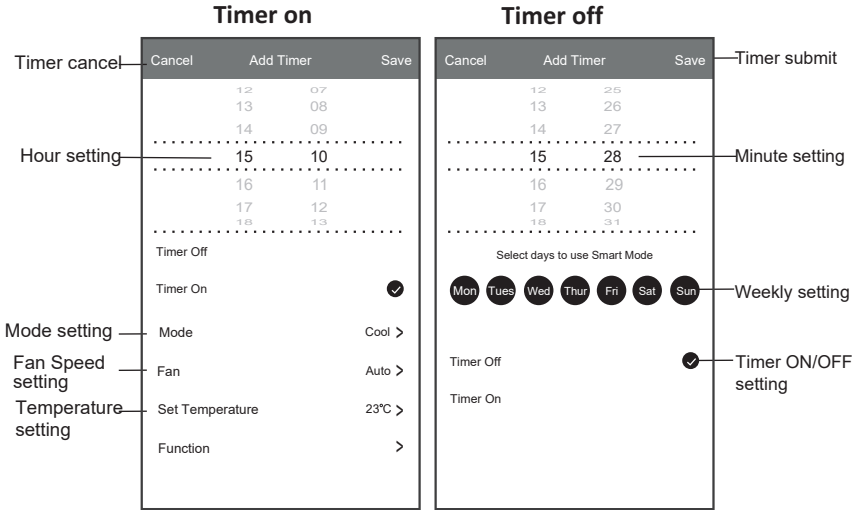 Timer on
Timer off
Timer cancel
Cancel Add Timer Save
12 07
13 08
14 09
Hour setting
15 10
16 11
17 12
18 13
Timer Off
Timer On
Mode setting
Mode Cool >
Fan Speed
setting
Fan Auto >
Temperature
setting
Set Temperature 23℃ >
Function >
Cancel Add Timer Save
Timer submit
12 25
13 26
14 27
15 28
Minute setting
16 29
17 30
18 31
Select days to use Smart Mode
Mon Tues Wed Thur Fri Sat Sun
Weekly setting
Timer Off
Timer ON/OFF
setting
Timer On